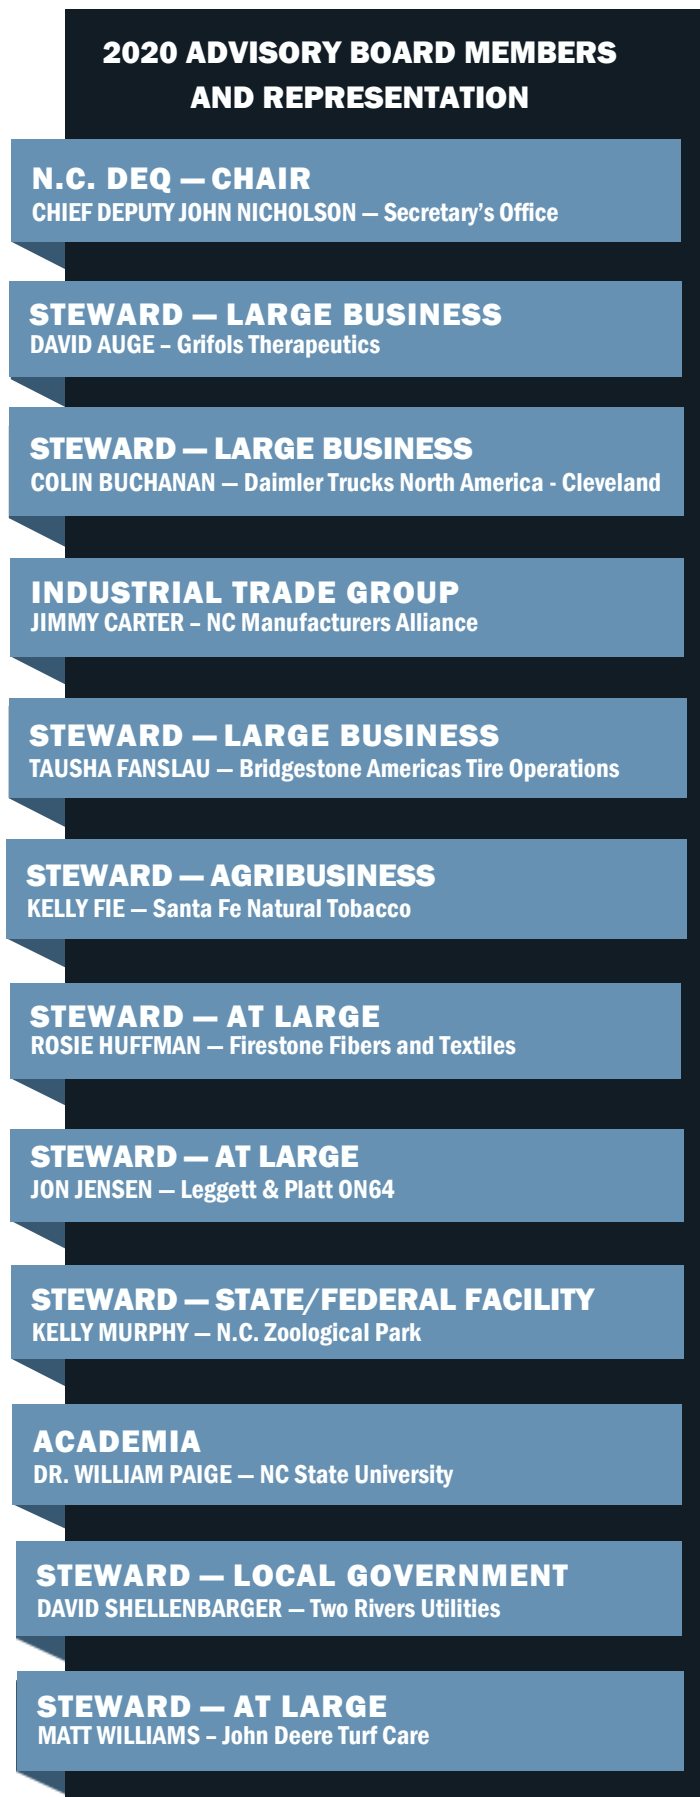 2020 ADVISORY BOARD MEMBERS
AND REPRESENTATION
N.C. DEQ — CHAIR
CHIEF DEPUTY JOHN NICHOLSON — Secretary’s Office
STEWARD — LARGE BUSINESS
DAVID AUGE – Grifols Therapeutics
STEWARD — LARGE BUSINESS
COLIN BUCHANAN — Daimler Trucks North America - Cleveland
INDUSTRIAL TRADE GROUP
JIMMY CARTER – NC Manufacturers Alliance
STEWARD — LARGE BUSINESS
TAUSHA FANSLAU — Bridgestone Americas Tire Operations
STEWARD — AGRIBUSINESS
KELLY FIE — Santa Fe Natural Tobacco
STEWARD — AT LARGE
ROSIE HUFFMAN — Firestone Fibers and Textiles
STEWARD — AT LARGE
JON JENSEN — Leggett & Platt ON64
STEWARD — STATE/FEDERAL FACILITY
KELLY MURPHY — N.C. Zoological Park
ACADEMIA
DR. WILLIAM PAIGE — NC State University
STEWARD — LOCAL GOVERNMENT
DAVID SHELLENBARGER — Two Rivers Utilities
STEWARD — AT LARGE
MATT WILLIAMS – John Deere Turf Care